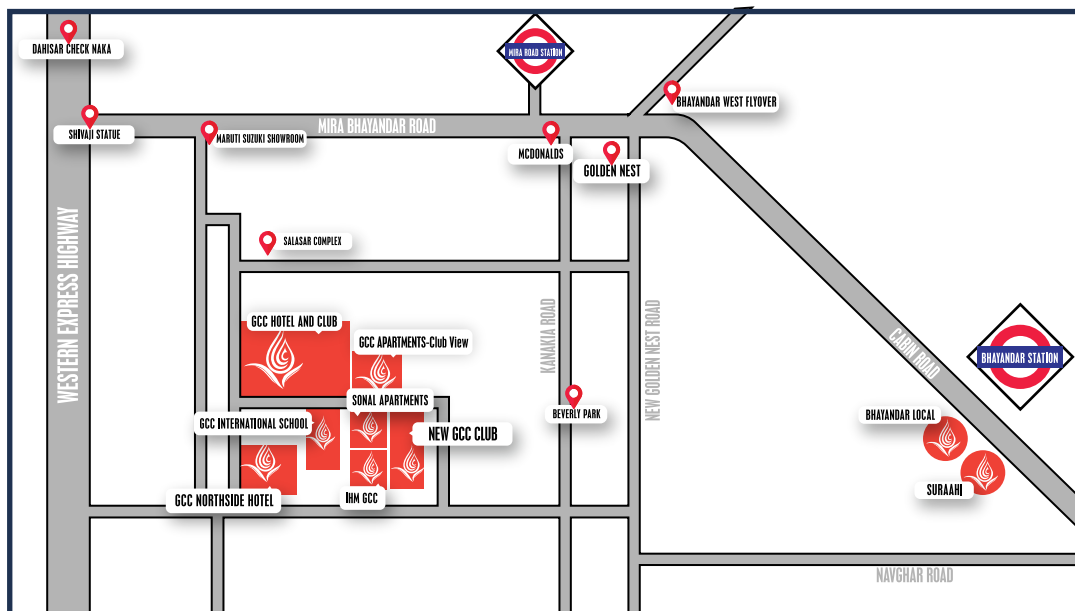 DAHISAR CHECK NAKA
MIRA ROAD STATION
BHAYANDAR WEST FLYOVER
SHIVAJI STATUE
MIRA BHAYANDAR ROAD
MARUTI SUZUKI SHOWROOM
MCDONALDS
GOLDEN NEST
SALASAR COMPLEX
WESTERN EXPRESS HIGHWAY
GCC HOTEL AND CLUB
GCC APARTMENTS-Club View
KANAKIA ROAD
NEW GOLDEN NEST ROAD
CABIN ROAD
BHAYANDAR STATION
SONAL APARTMENTS
BEVERLY PARK
BHAYANDAR LOCAL
GCC INTERNATIONAL SCHOOL
NEW GCC CLUB
SURAAHI
GCC NORTHSIDE HOTEL
IHM GCC
NAVGHAR ROAD